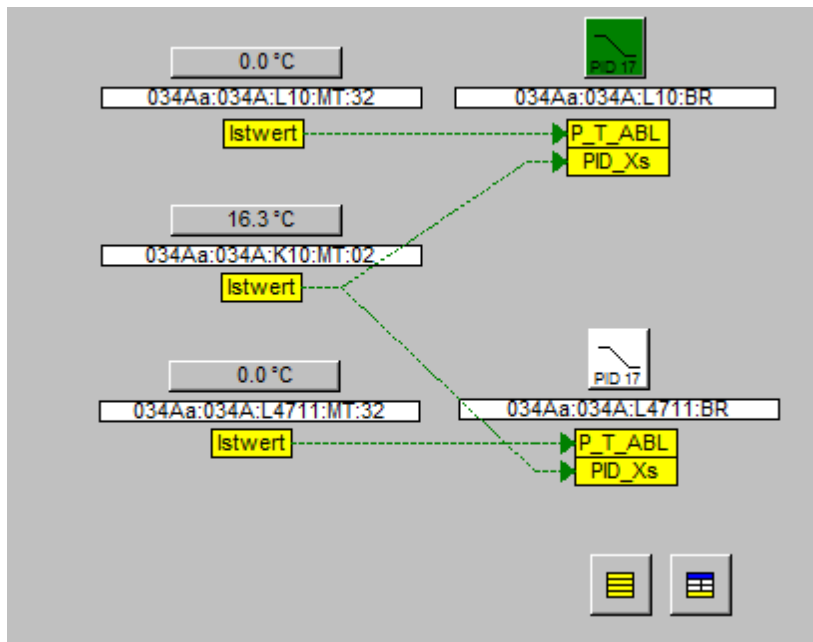 0.0 °C
PID 17
034Aa:034A:L10:MT:32
034Aa:034A:L10:BR
Istwert
P_T_ABL
PID_Xs
16.3 °C
034Aa:034A:K10:MT:02
Istwert
0.0 °C
PID 17
034Aa:034A:L4711:MT:32
034Aa:034A:L4711:BR
Istwert
P_T_ABL
PID_Xs